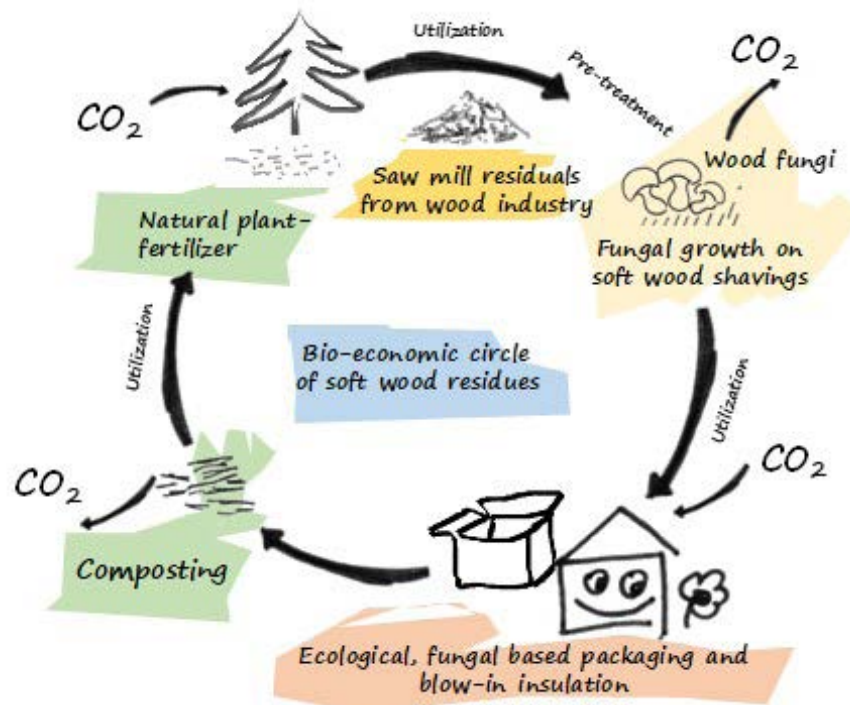 Utilization
CO2
Pre-treatment
CO2
Wood fungi
Saw mill residuals
from wood industry
Natural plant-
fertilizer
Fungal growth on
soft wood shavings
Utilization
Bio-economic circle
of soft wood residues
Utilization
CO2
CO2
Composting
Ecological, fungal based packaging and
blow-in insulation